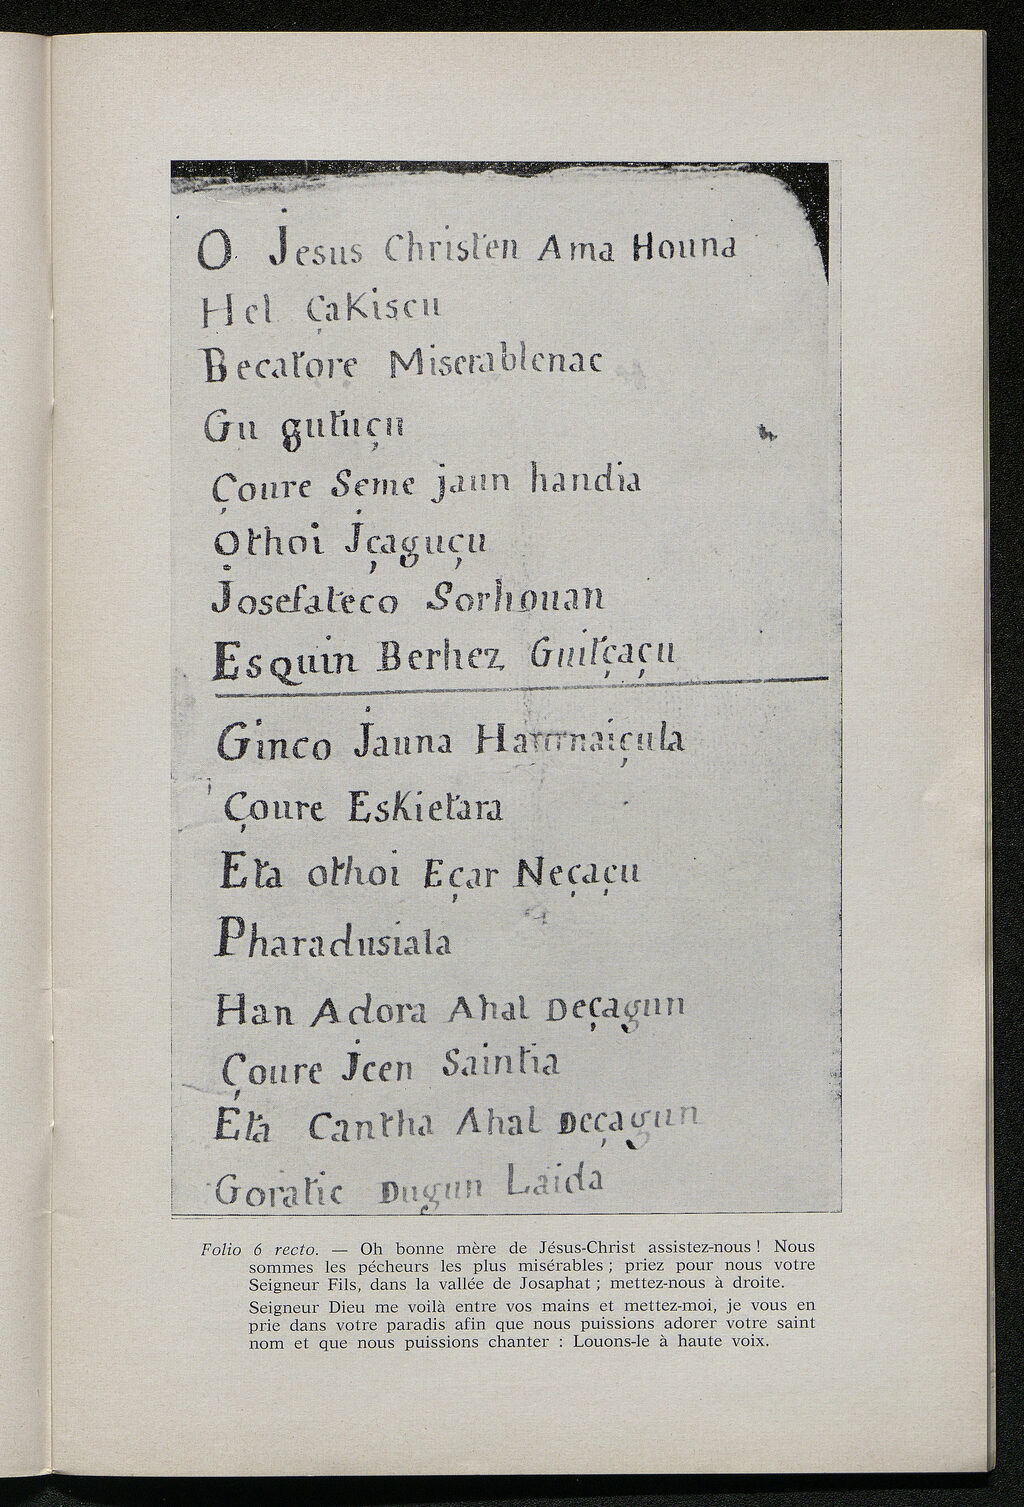 O Jesus Christen Ama Houna
Hel Çakiscu
Becatore Miserablenac
Gu gutuçu
Çoure Seme jaun handia
Othoi Jçaguçu
Josefateco Sorhouan
Esquin Berhez Guitçaçu
Ginco Jauna Harrnaiçula
Çoure Eskietara
Eta othoi Eçar Neçaçu
Pharadusiala
Han Adora Ahal Deçagun
Çoure Jcen Saintia
Eta Cantha Ahal Deçagun
Goratic Dugun Laida
Folio 6 recto. — Oh bonne mère de Jésus-Christ assistez-nous ! Nous
sommes les pécheurs les plus misérables ; priez pour nous votre
Seigneur Fils, dans la vallée de Josaphat ; mettez-nous à droite.
Seigneur Dieu me voilà entre vos mains et mettez-moi, je vous en
prie dans votre paradis afin que nous puissions adorer votre saint
nom et que nous puissions chanter : Louons-le à haute voix.